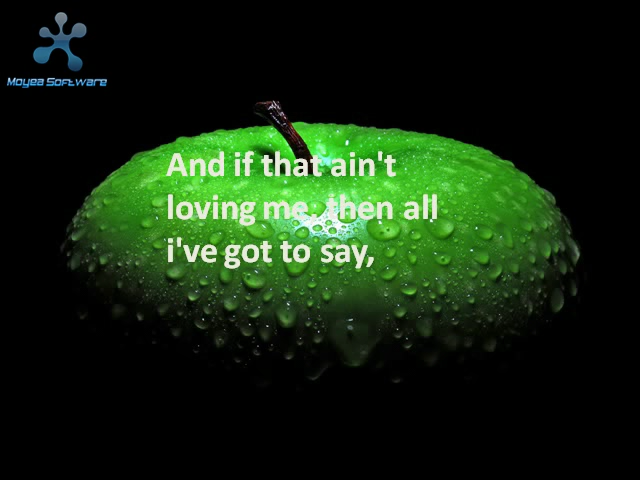 Moyea Software
And if that ain't
loving me, then all
i've got to say,